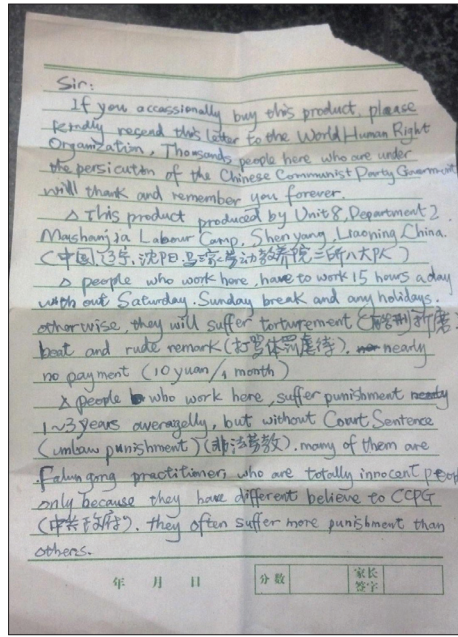 Sir:
If you occassionally buy this product, please
kindly resend this letter to the World Human Right
Organization. Thousands people here who are under
the persicution of the Chinese Communist Party Government
will thank and remember you forever.
△ This product produced by Unit 8, Department 2
Mashanjia Labour Camp, Shen yang, Liaoning, China.
(中国, 辽宁, 沈阳, 马三家劳动教养院二所八大队)
△ people who work here, have to work 15 hours a day
with out Saturday, Sunday break and any holidays.
otherwise, they will suffer torturement (折磨)
beat and rude remark (打骂体罚虐待). nearly
no payment (10 yuan/1 month)
△ people who work here, suffer punishment
1~3 years averagelly, but without Court Sentence
(unlaw punishment) (非法劳教). many of them are
Falun gong practitioner, who are totally innocent people
only because they have different believe to CCPG
(中共政府). they often suffer more punishment than
others.
年 月 日 分数 家长
签字